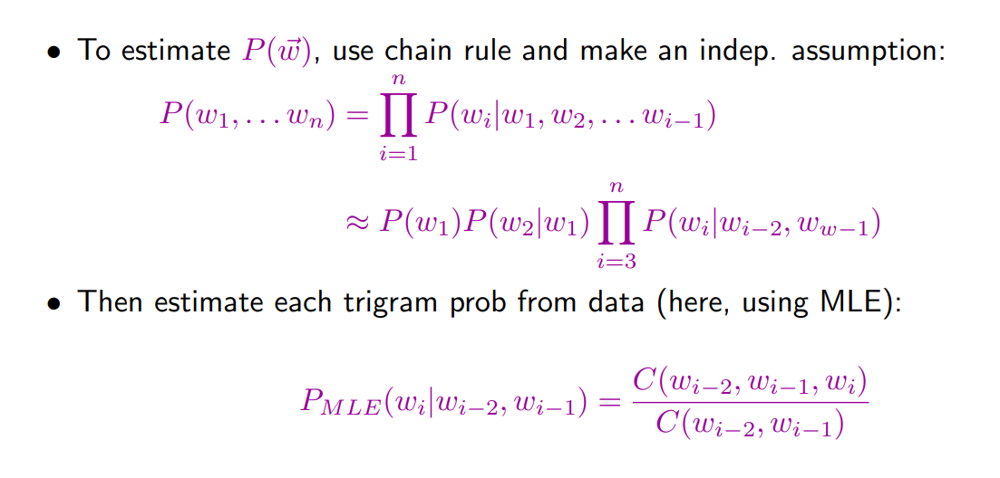 • To estimate $P(\vec{w})$, use chain rule and make an indep. assumption:
$P(w_1, \ldots w_n) = \prod_{i=1}^{n} P(w_i|w_1, w_2, \ldots w_{i-1})$
$\approx P(w_1)P(w_2|w_1) \prod_{i=3}^{n} P(w_i|w_{i-2}, w_{w-1})$
• Then estimate each trigram prob from data (here, using MLE):
$P_{MLE}(w_i|w_{i-2}, w_{i-1}) = \frac{C(w_{i-2}, w_{i-1}, w_i)}{C(w_{i-2}, w_{i-1})}$